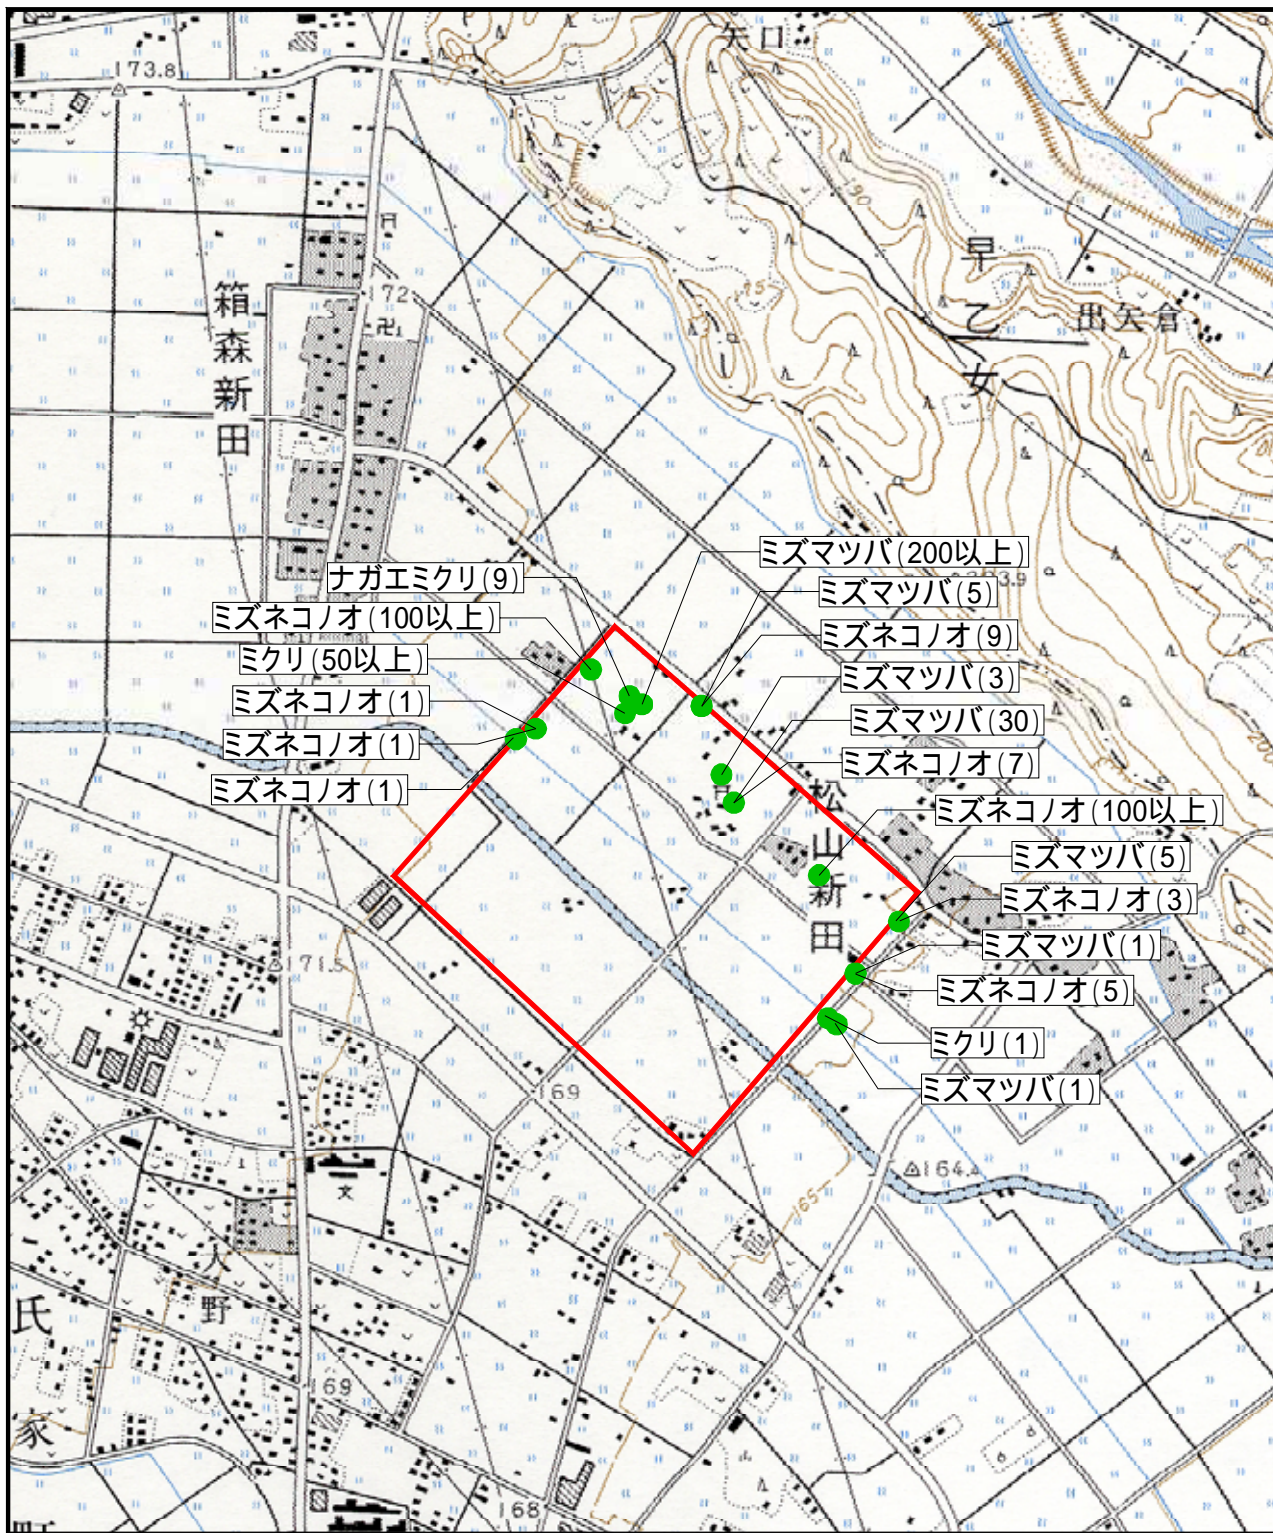 矢口
173.8
190
早乙女
出矢倉
175
172
箱森新田
ミズマツバ(200以上)
ナガエミクリ(9)
ミズマツバ(5)
ミズネコノオ(100以上)
ミズネコノオ(9)
ミクリ(50以上)
ミズマツバ(3)
ミズネコノオ(1)
ミズマツバ(30)
ミズネコノオ(1)
ミズネコノオ(7)
ミズネコノオ(1)
松山新田
ミズネコノオ(100以上)
ミズマツバ(5)
ミズネコノオ(3)
ミズマツバ(1)
171.5
ミズネコノオ(5)
ミクリ(1)
ミズマツバ(1)
169
164.4
165
文
大野
氏家
169
168